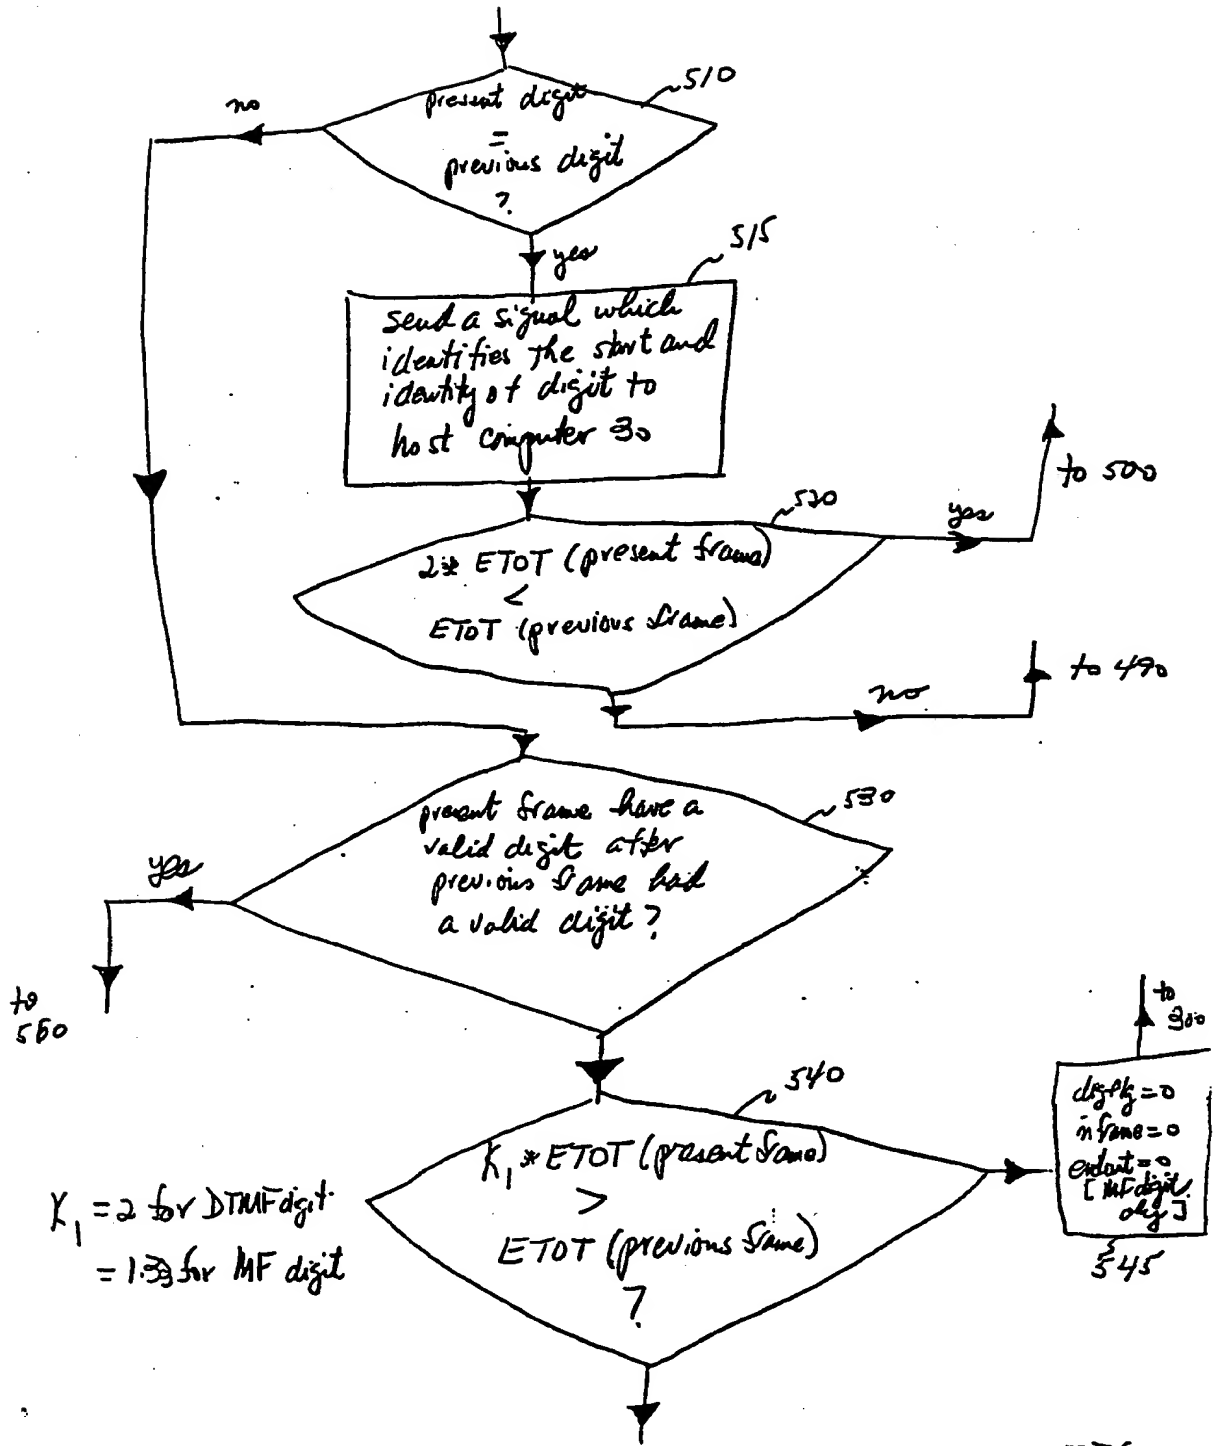 510
no
present digit
=
previous digit
?
yes
515
send a signal which
identifies the start and
identity of digit to
host computer 30
to 500
520
yes
2* ETOT (present frame)
<
ETOT (previous frame)
no
to 490
530
present frame have a
valid digit after
previous frame had
a valid digit?
yes
to
560
to
300
540
digflg=0
nframe=0
=0
[MF digit
only]
545
K₁ * ETOT (present frame)
>
ETOT (previous frame)
?
K₁ = 2 for DTMF digit
= 1.33 for MF digit